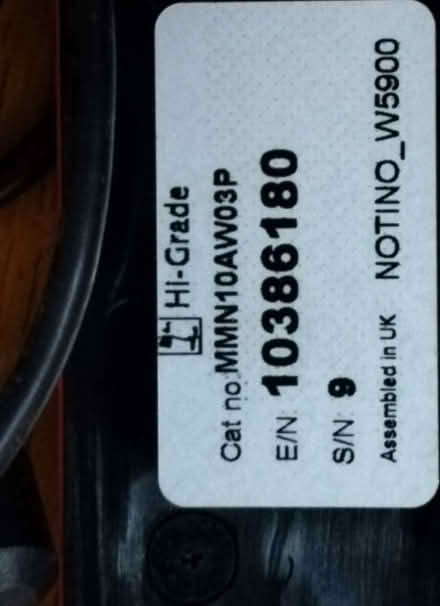 Hi-Grade
Cat no:MMN10AW03P
E/N: 10386180
S/N: 9
Assembled in UK NOTINO_W5900